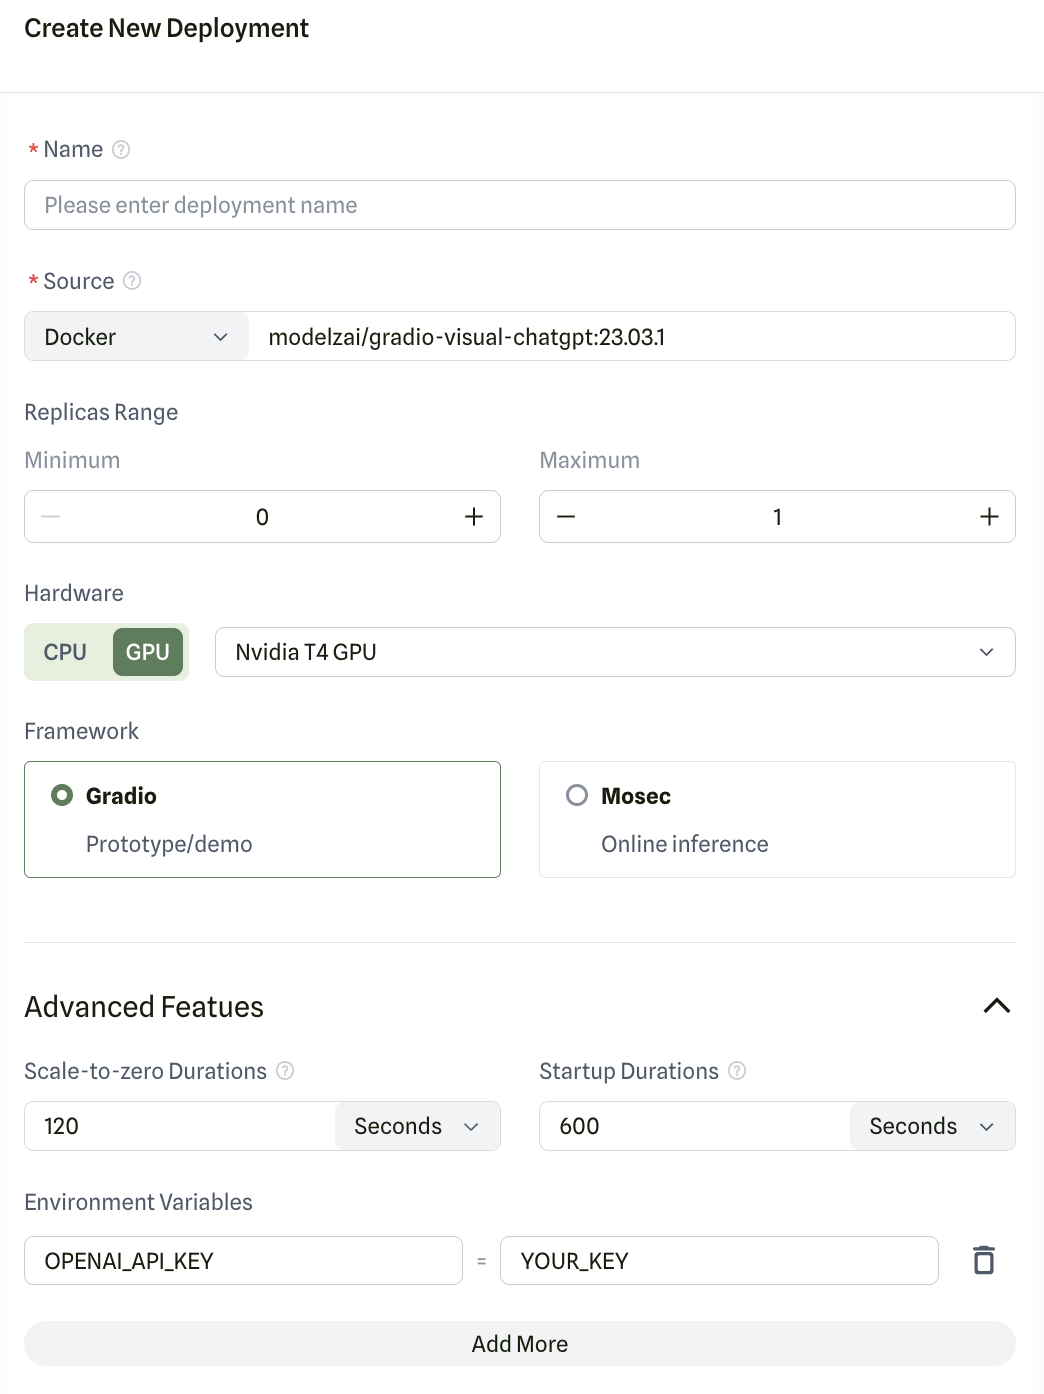 Create New Deployment
* Name ?
Please enter deployment name
* Source ?
Docker modelzai/gradio-visual-chatgpt:23.03.1
Replicas Range
Minimum Maximum
— 0 + — 1 +
Hardware
CPU GPU Nvidia T4 GPU
Framework
Gradio Mosec
Prototype/demo Online inference
Advanced Featues
Scale-to-zero Durations ? Startup Durations ?
120 Seconds 600 Seconds
Environment Variables
OPENAI_API_KEY = YOUR_KEY
Add More